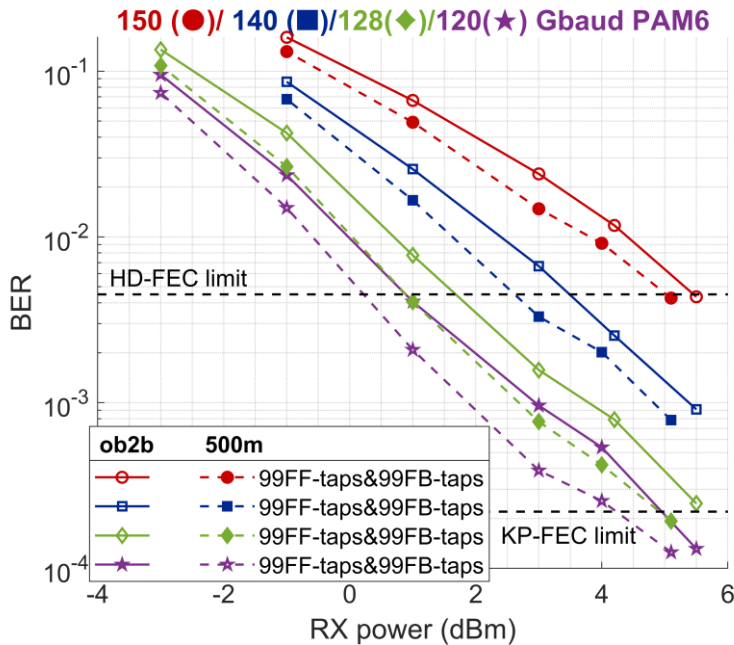 150 (●)/ 140 (■)/128(◆)/120(★) Gbaud PAM6
10^-1
10^-2
10^-3
10^-4
BER
HD-FEC limit
KP-FEC limit
ob2b 500m
99FF-taps&99FB-taps
99FF-taps&99FB-taps
99FF-taps&99FB-taps
99FF-taps&99FB-taps
-4 -2 0 2 4 6
RX power (dBm)